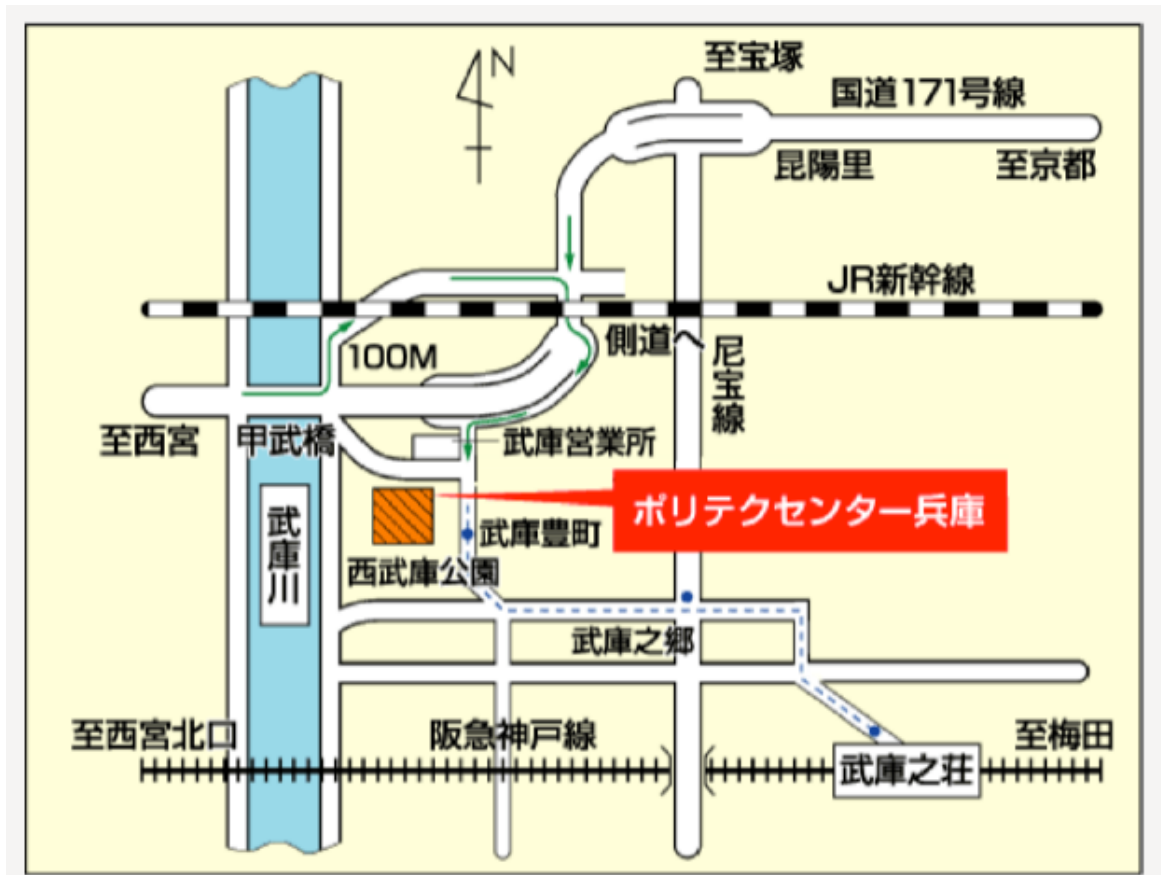 N
至宝塚
国道171号線
昆陽里
至京都
JR新幹線
100M
側道
尼宝線
至西宮
甲武橋
武庫営業所
ポリテクセンター兵庫
武庫川
武庫豊町
西武庫公園
武庫之郷
至西宮北口
阪急神戸線
至梅田
武庫之荘